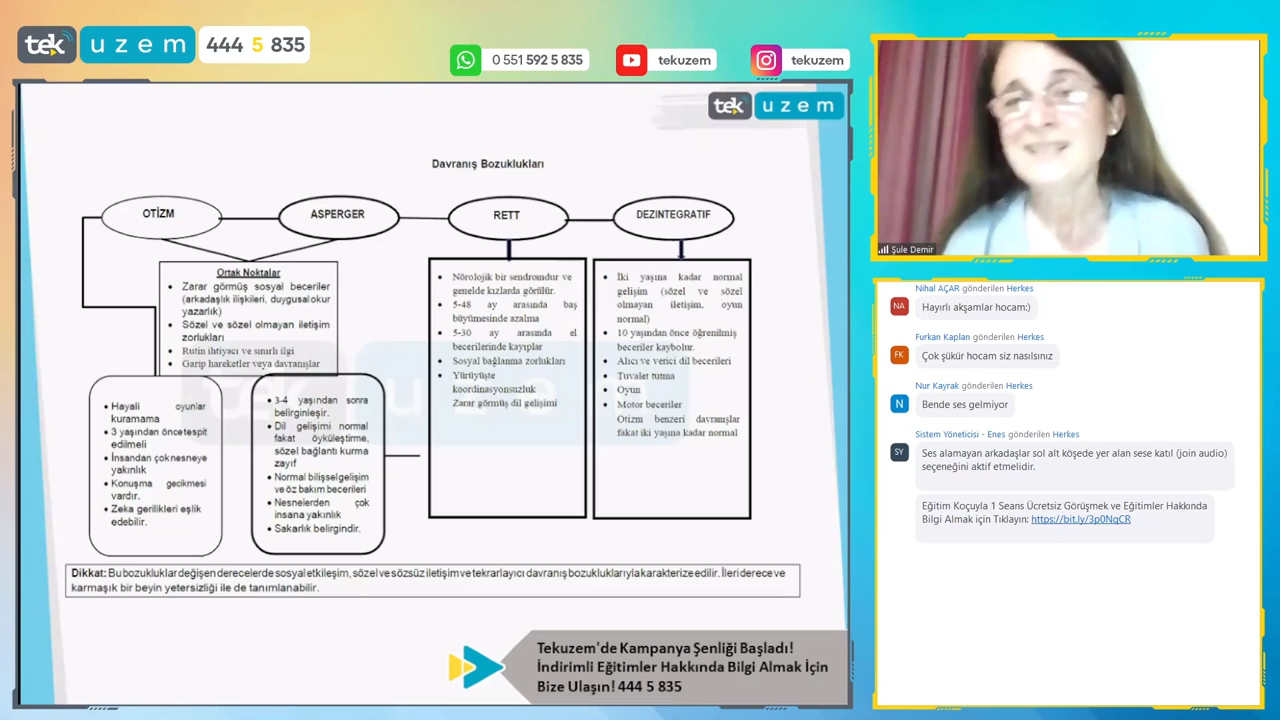 tek uzem 444 5 835
0 551 592 5 835
tekuzem
tekuzem
tek uzem
Davranış Bozuklukları
OTİZM
ASPERGER
RETT
DEZINTEGRATIF
Ortak Noktalar
• Zarar görmüş sosyal beceriler
(arkadaşlık ilişkileri, duygusal okur
yazarlık)
• Sözel ve sözel olmayan iletişim
zorlukları
• Rutin ihtiyacı ve sınırlı ilgi
• Garip hareketler veya davranışlar
• Hayali oyunlar
kuramama
• 3 yaşından önce tespit
edilmeli
• İnsandan çok nesneye
yakınlık
• Konuşma gecikmesi
vardır.
• Zeka gerilikleri eşlik
edebilir.
• 3-4 yaşından sonra
belirginleşir.
• Dil gelişimi normal
fakat öyküleştirme,
sözel bağlantı kurma
zayıf
• Normal bilişsel gelişim
ve öz bakım becerileri
• Nesnelerden çok
insana yakınlık
• Sakarlık belirgindir.
• Nörolojik bir sendromdur ve
genelde kızlarda görülür.
• 5-48 ay arasında baş
büyümesinde azalma
• 5-30 ay arasında el
becerilerinde kayıplar
• Sosyal bağlanma zorlukları
• Yürüyüşte
koordinasyonsuzluk
Zarar görmüş dil gelişimi
• İki yaşına kadar normal
gelişim (sözel ve sözel
olmayan iletişim, oyun
normal)
• 10 yaşından önce öğrenilmiş
beceriler kaybolur.
• Alıcı ve verici dil becerileri
• Tuvalet tutma
• Oyun
• Motor beceriler
Otizm benzeri davranışlar
fakat iki yaşına kadar normal
Dikkat: Bu bozukluklar değişen derecelerde sosyal etkileşim, sözel ve sözsüz iletişim ve tekrarlayıcı davranış bozukluklarıyla karakterize edilir. İleri derece ve
karmaşık bir beyin yetersizliği ile de tanımlanabilir.
Tekuzem'de Kampanya Şenliği Başladı!
İndirimli Eğitimler Hakkında Bilgi Almak İçin
Bize Ulaşın! 444 5 835
Şule Demir
Nihal AÇAR gönderilen Herkes
NA
Hayırlı akşamlar hocam:)
Furkan Kaplan gönderilen Herkes
FK
Çok şükür hocam siz nasılsınız
Nur Kayrak gönderilen Herkes
N
Bende ses gelmiyor
Sistem Yöneticisi - Enes gönderilen Herkes
SY
Ses alamayan arkadaşlar sol alt köşede yer alan sese katıl (join audio)
seçeneğini aktif etmelidir.
Eğitim Koçuyla 1 Seans Ücretsiz Görüşmek ve Eğitimler Hakkında
Bilgi Almak için Tıklayın: https://bit.ly/3p0NqCR